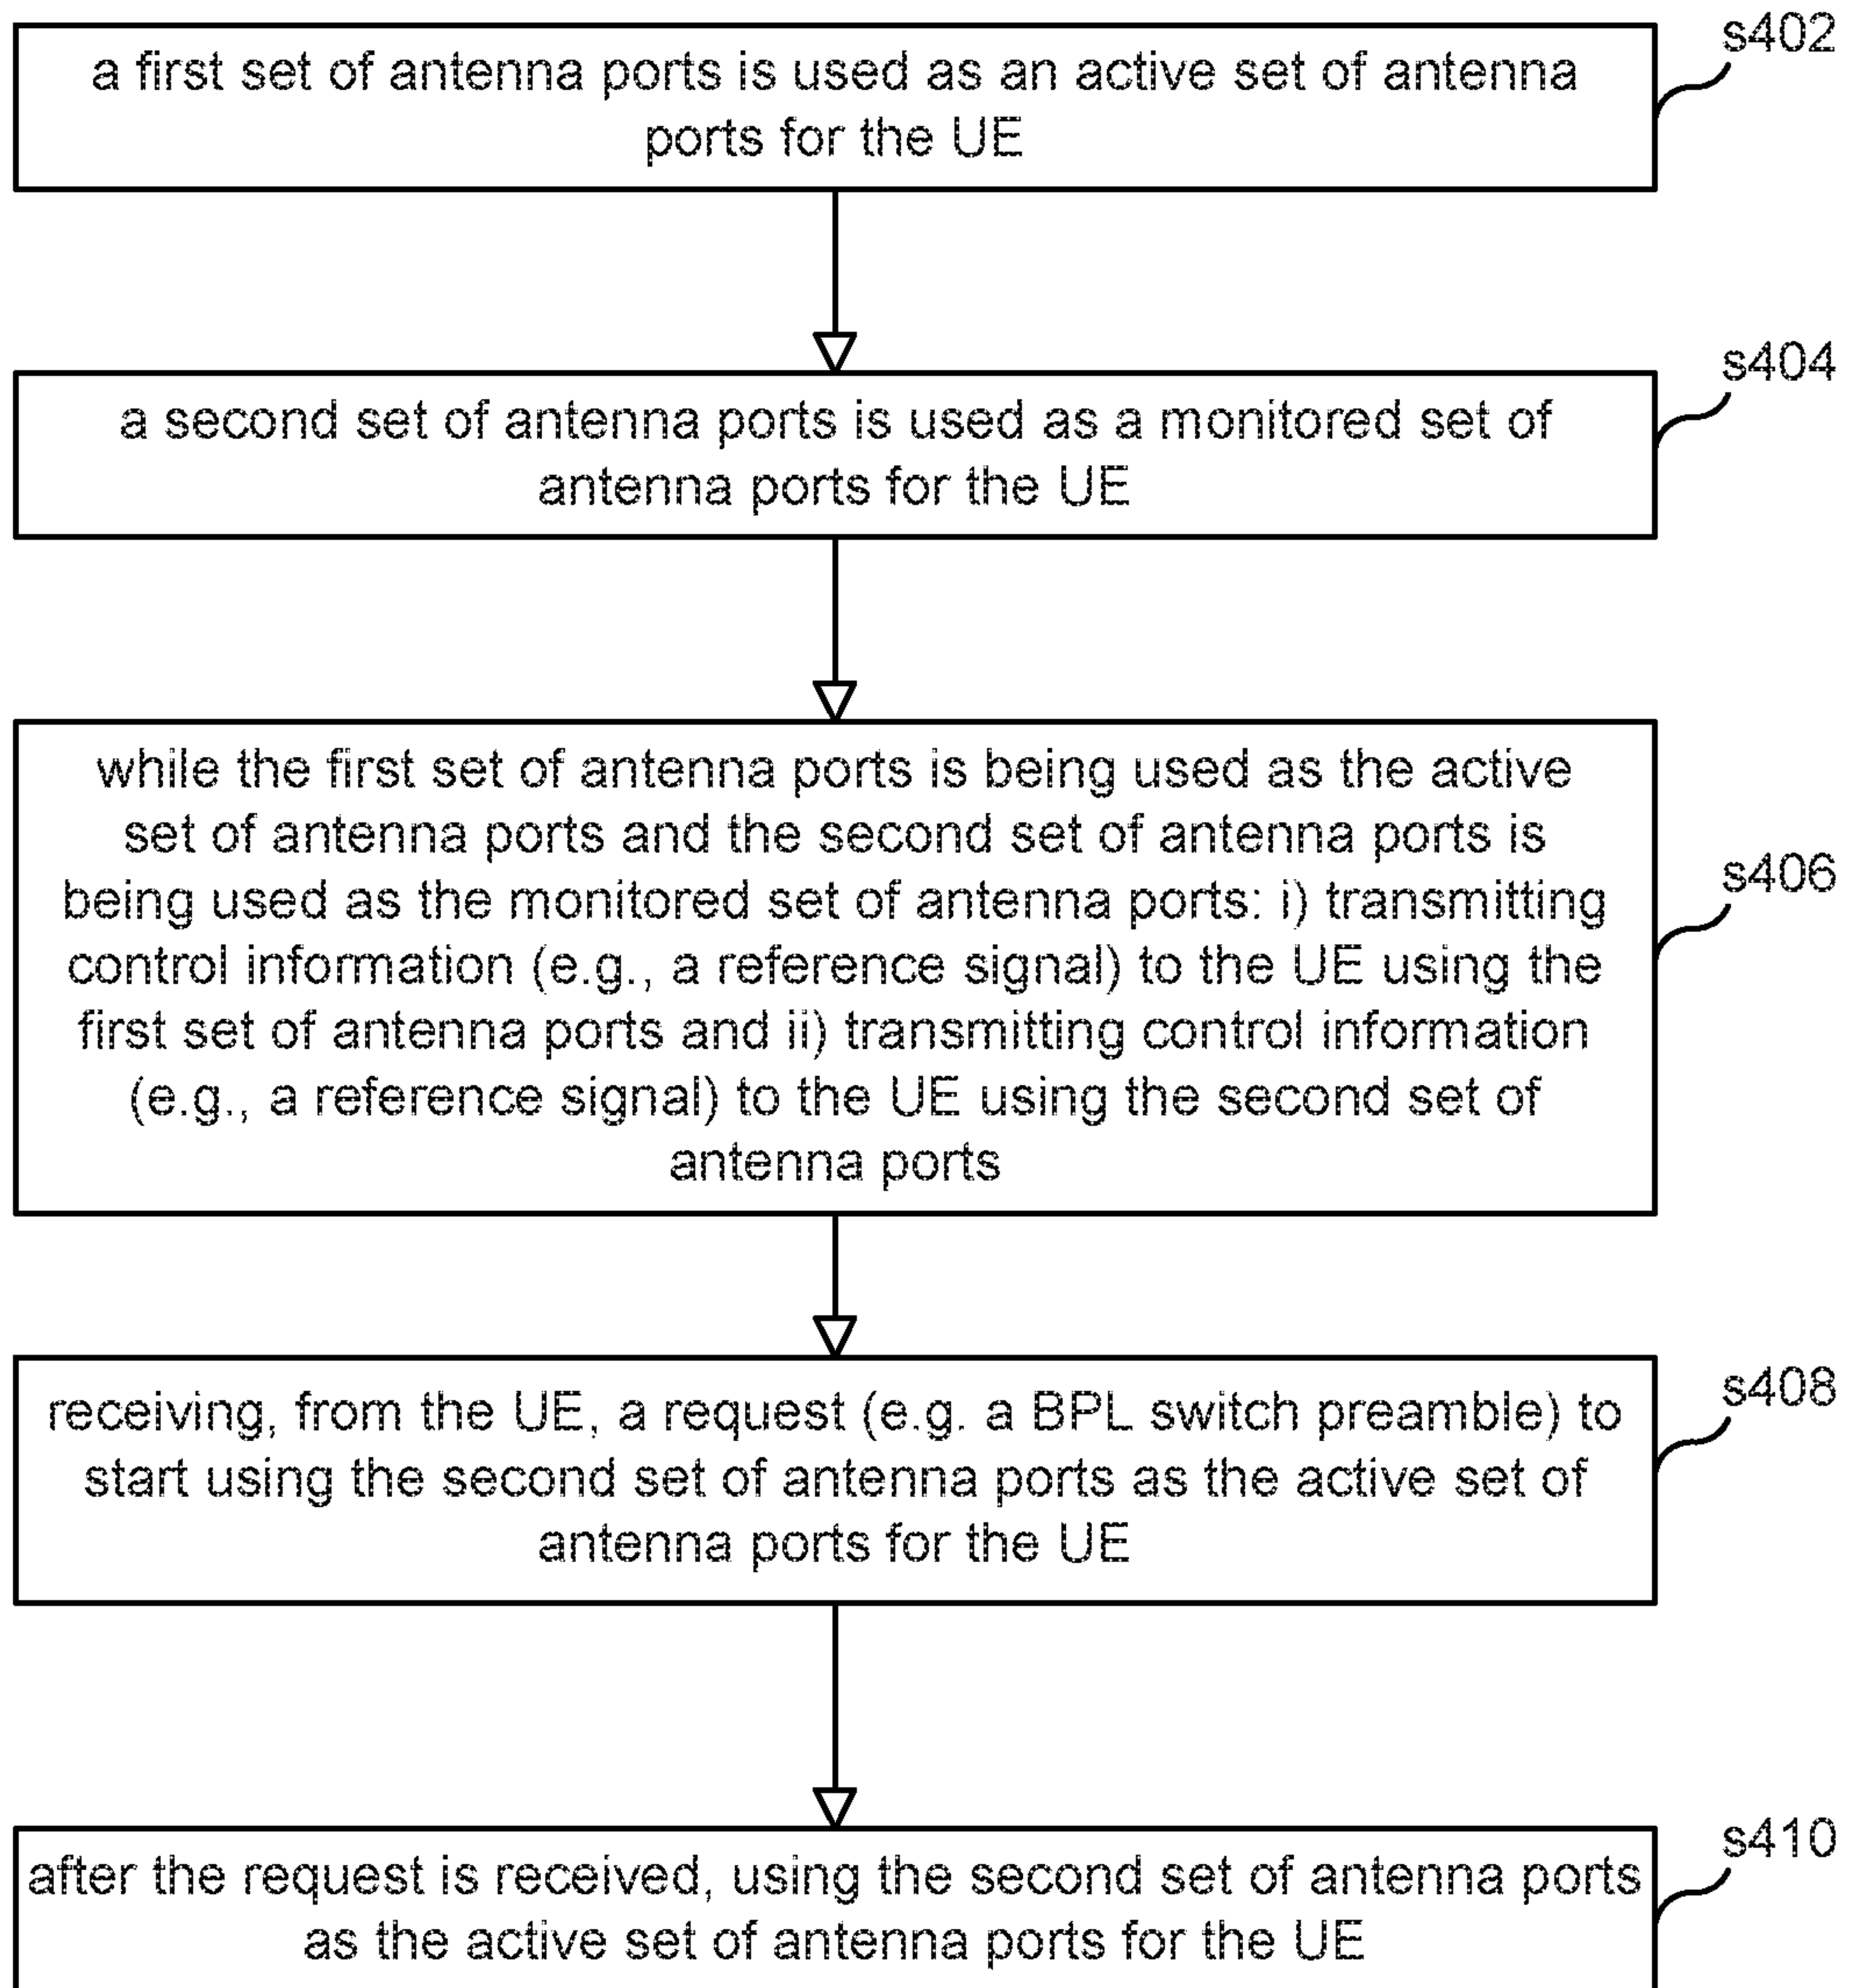 s402
a first set of antenna ports is used as an active set of antenna
ports for the UE
s404
a second set of antenna ports is used as a monitored set of
antenna ports for the UE
while the first set of antenna ports is being used as the active
set of antenna ports and the second set of antenna ports is
being used as the monitored set of antenna ports: i) transmitting
control information (e.g., a reference signal) to the UE using the
first set of antenna ports and ii) transmitting control information
(e.g., a reference signal) to the UE using the second set of
antenna ports
s406
receiving, from the UE, a request (e.g. a BPL switch preamble) to
start using the second set of antenna ports as the active set of
antenna ports for the UE
s408
after the request is received, using the second set of antenna ports
as the active set of antenna ports for the UE
s410